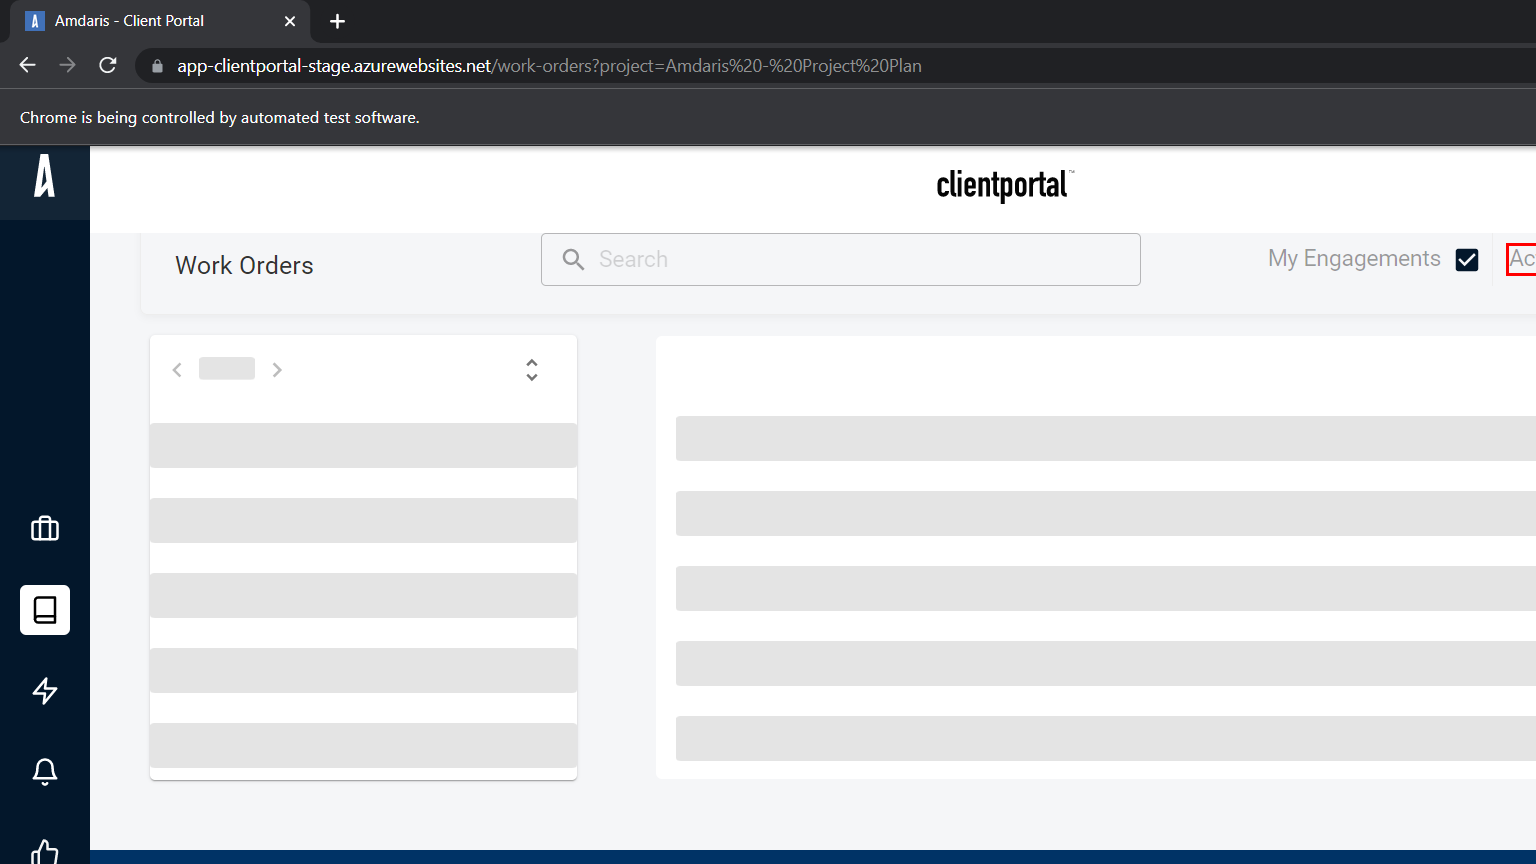 Amdaris - Client Portal
app-clientportal-stage.azurewebsites.net/work-orders?project=Amdaris%20-%20Project%20Plan
Chrome is being controlled by automated test software.
clientportal™
Work Orders
Search
My Engagements
Ac